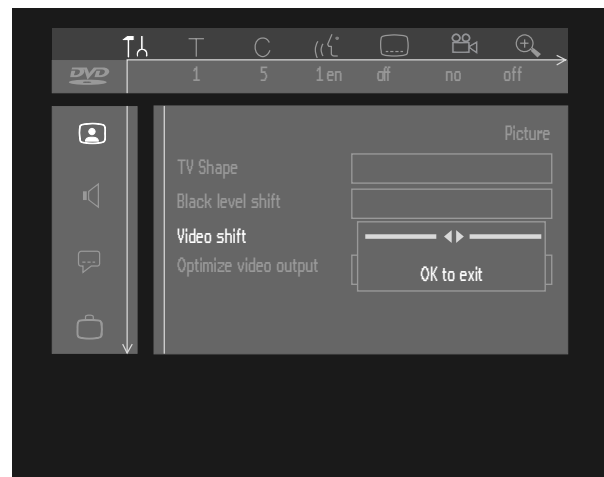 T C
DVD 1 5 1 en off no off
Picture
TV Shape
Black level shift
Video shift
Optimize video output
OK to exit